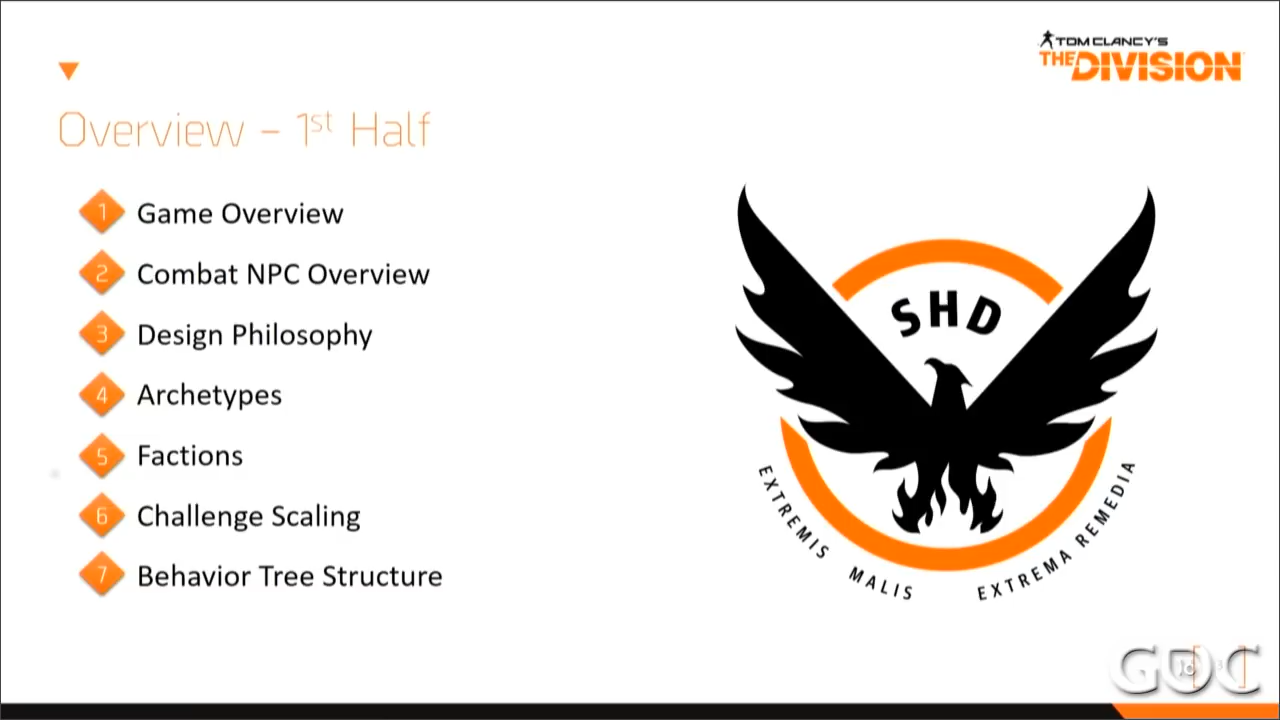 TOM CLANCY'S
THE DIVISION
Overview – 1st Half
1 Game Overview
2 Combat NPC Overview
3 Design Philosophy
4 Archetypes
5 Factions
6 Challenge Scaling
7 Behavior Tree Structure
SHD
EXTREMIS MALIS EXTREMA REMEDIA
GDC
3